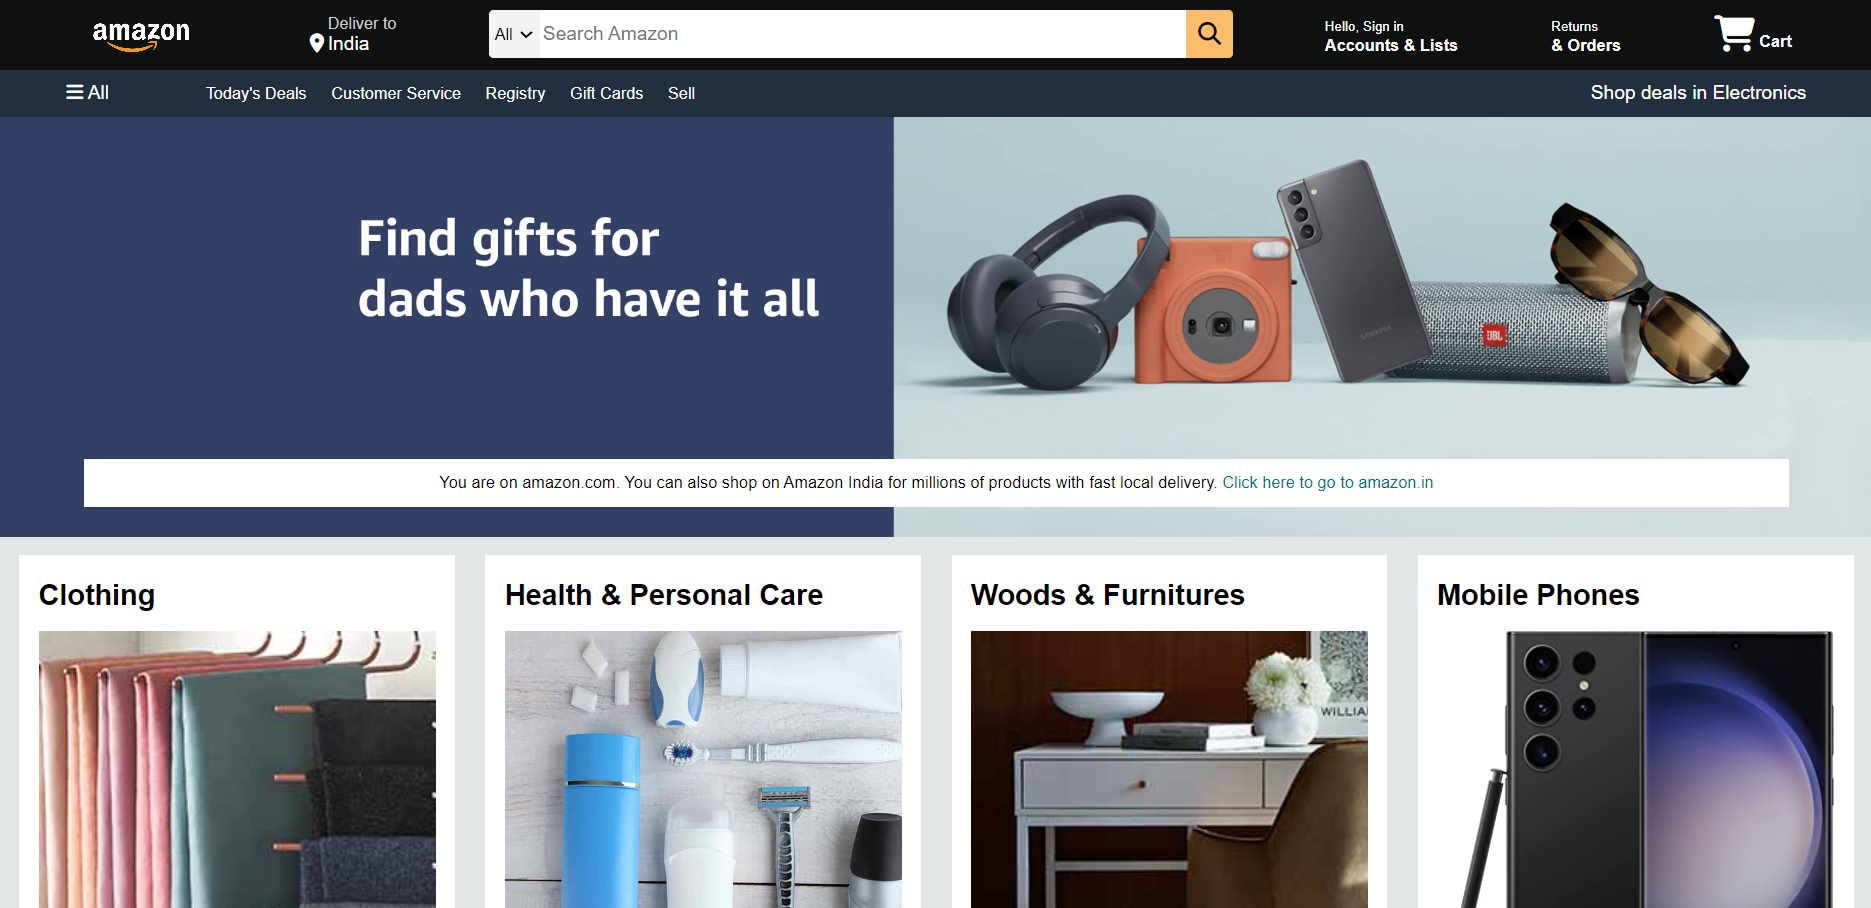 amazon
Deliver to
India
All
Search Amazon
Hello, Sign in
Accounts & Lists
Returns
& Orders
Cart
All
Today's Deals
Customer Service
Registry
Gift Cards
Sell
Shop deals in Electronics
Find gifts for
dads who have it all
SAMSUNG
JBL
You are on amazon.com. You can also shop on Amazon India for millions of products with fast local delivery. Click here to go to amazon.in
Clothing
Health & Personal Care
Woods & Furnitures
Mobile Phones
WILLIA